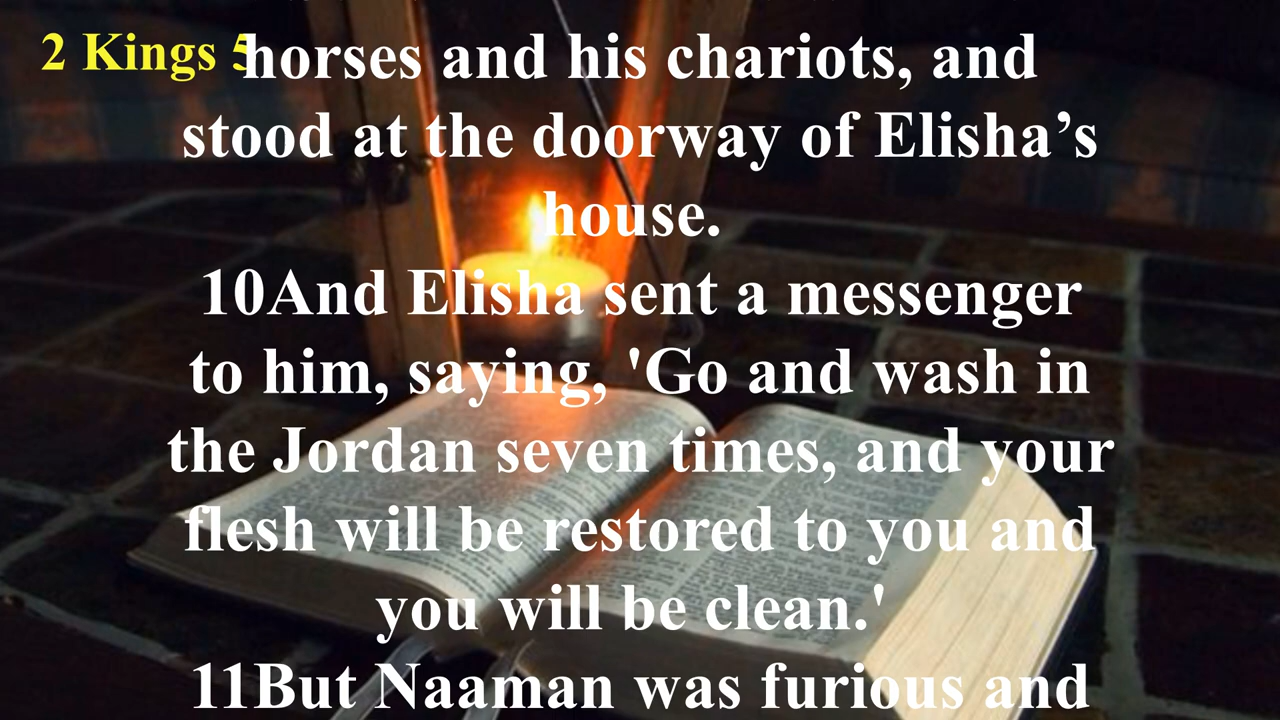 2 Kings 5
horses and his chariots, and
stood at the doorway of Elisha’s
house.
10And Elisha sent a messenger
to him, saying, 'Go and wash in
the Jordan seven times, and your
flesh will be restored to you and
you will be clean.'
11But Naaman was furious and